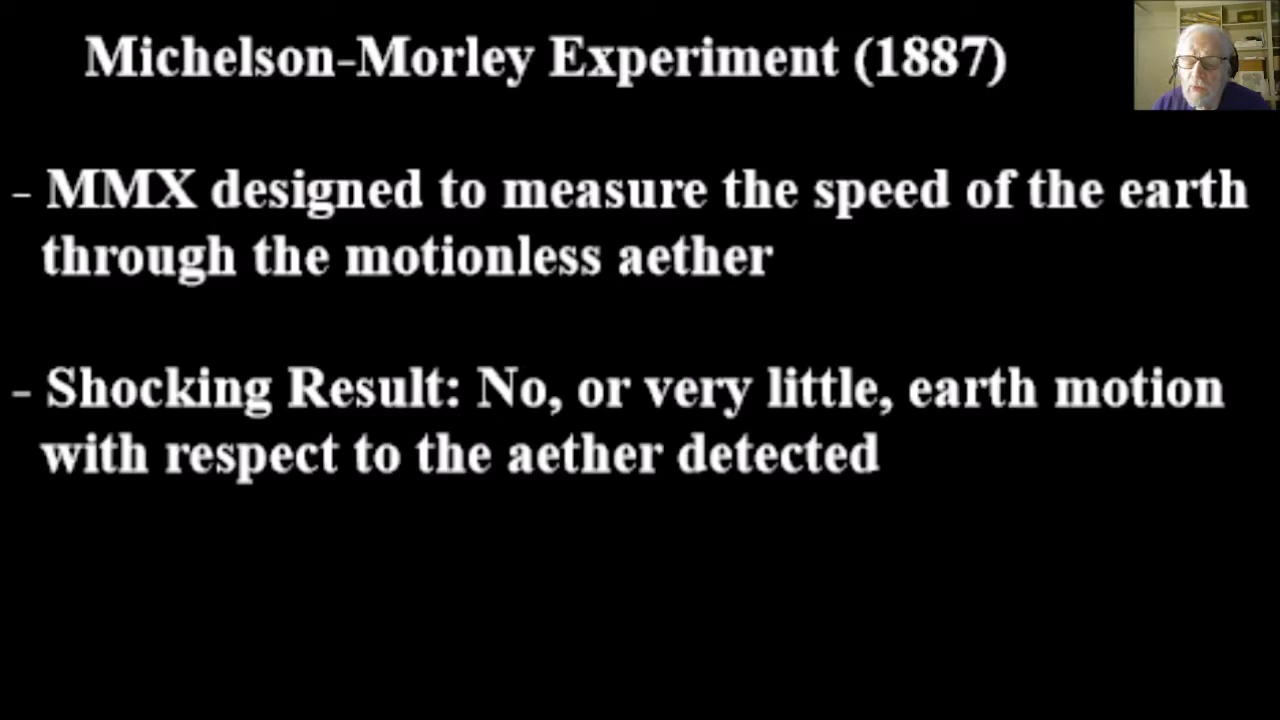 Michelson-Morley Experiment (1887)
- MMX designed to measure the speed of the earth
through the motionless aether
- Shocking Result: No, or very little, earth motion
with respect to the aether detected